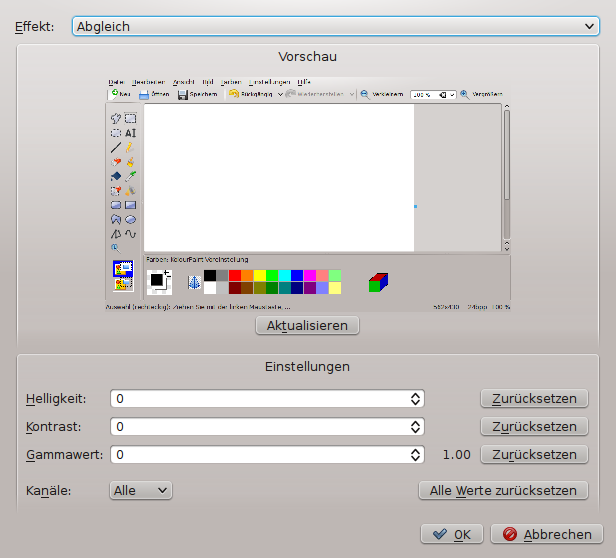 Effekt: Abgleich
Vorschau
Datei Bearbeiten Ansicht Bild Farben Einstellungen Hilfe
Neu Öffnen Speichern Rückgängig Wiederherstellen Verkleinern 100 % Vergrößern
A
Farben: KolourPaint Voreinstellung
Auswahl (rechteckig): Ziehen Sie mit der linken Maustaste, ... 562x430 24bpp 100 %
Aktualisieren
Einstellungen
Helligkeit: 0 Zurücksetzen
Kontrast: 0 Zurücksetzen
Gammawert: 0 1.00 Zurücksetzen
Kanäle: Alle Alle Werte zurücksetzen
OK Abbrechen